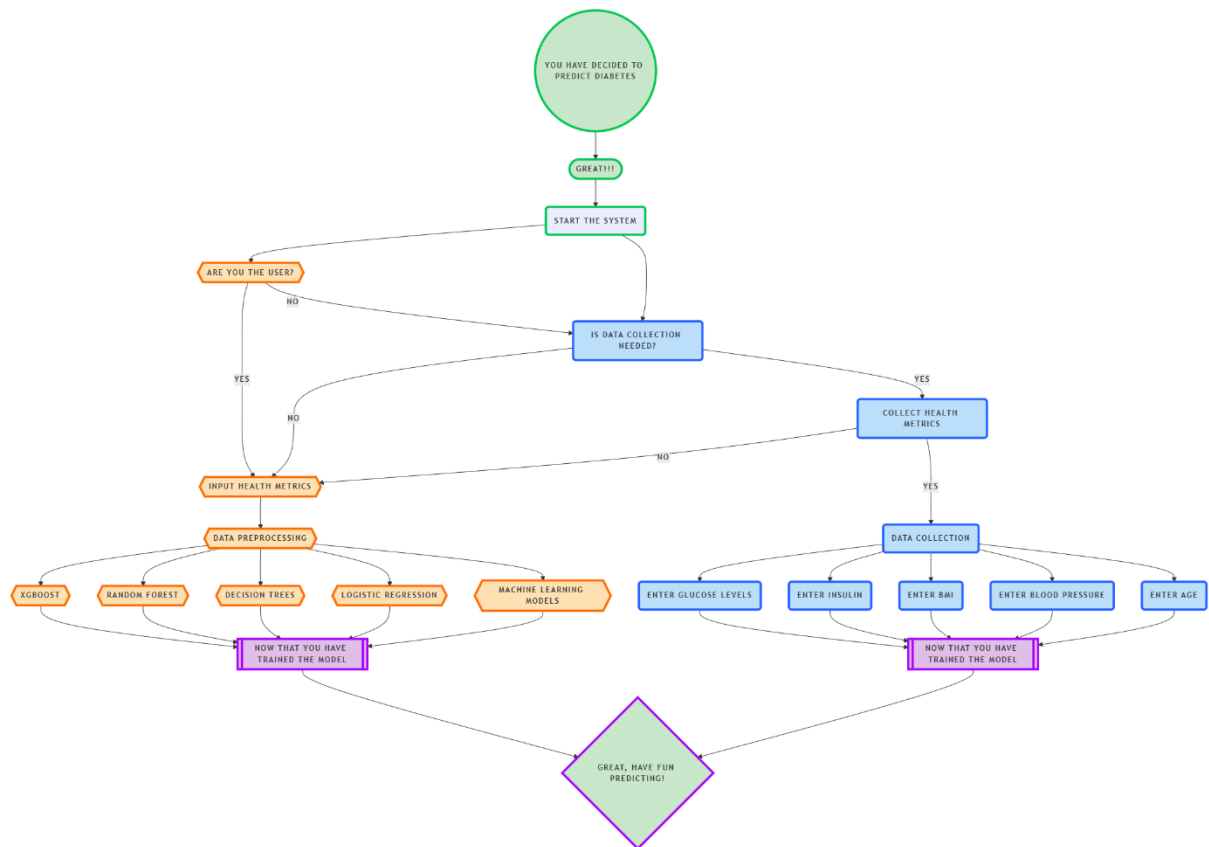 YOU HAVE DECIDED TO
PREDICT DIABETES
GREAT!!!
START THE SYSTEM
ARE YOU THE USER?
NO
IS DATA COLLECTION
NEEDED?
YES
YES
NO
COLLECT HEALTH
METRICS
NO
INPUT HEALTH METRICS
YES
DATA PREPROCESSING
DATA COLLECTION
XGBOOST
RANDOM FOREST
DECISION TREES
LOGISTIC REGRESSION
MACHINE LEARNING
MODELS
ENTER GLUCOSE LEVELS
ENTER INSULIN
ENTER BMI
ENTER BLOOD PRESSURE
ENTER AGE
NOW THAT YOU HAVE
TRAINED THE MODEL
NOW THAT YOU HAVE
TRAINED THE MODEL
GREAT, HAVE FUN
PREDICTING!